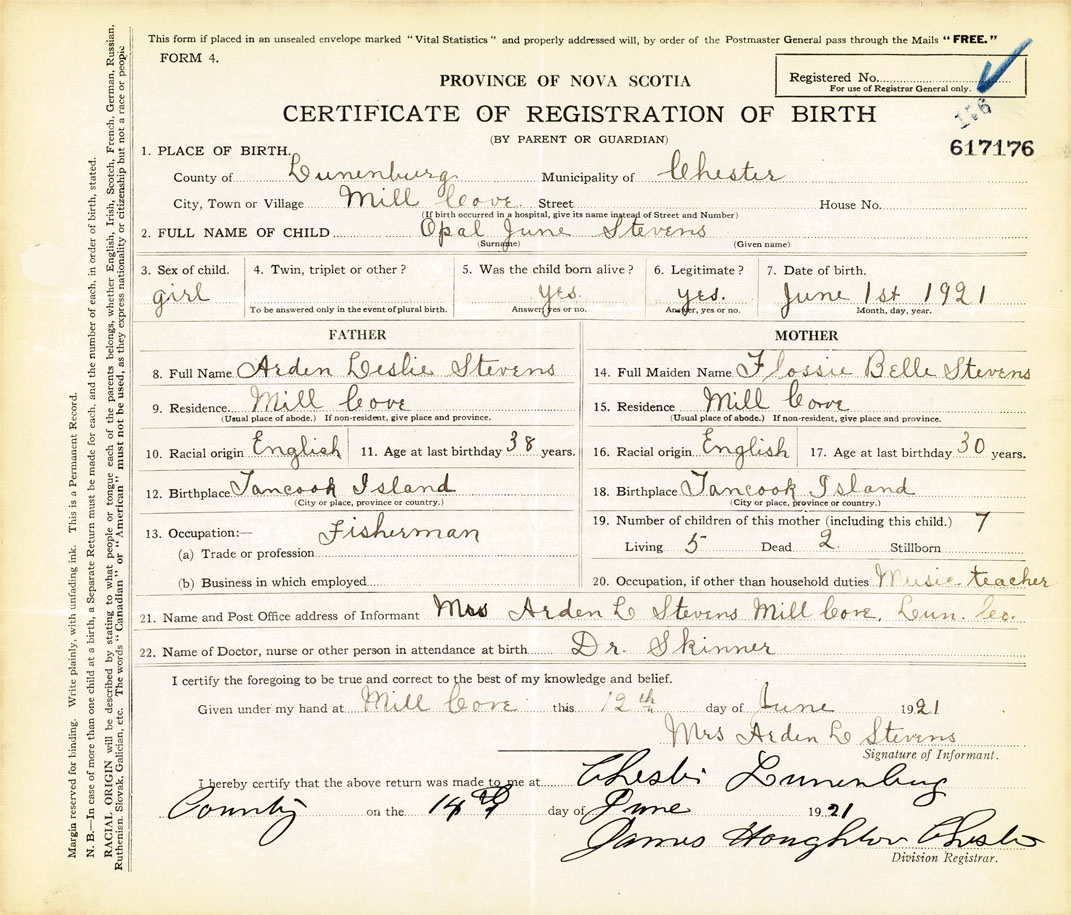 This form if placed in an unsealed envelope marked "Vital Statistics" and properly addressed will, by order of the Postmaster General pass through the Mails "FREE."
FORM 4.
PROVINCE OF NOVA SCOTIA
Registered No.
For use of Registrar General only.
CERTIFICATE OF REGISTRATION OF BIRTH
(BY PARENT OR GUARDIAN)
617176
1. PLACE OF BIRTH.
County of Lunenburg Municipality of Chester
City, Town or Village Mill Cove Street House No.
(If birth occurred in a hospital, give its name instead of Street and Number)
2. FULL NAME OF CHILD Opal June Stevens
(Surname) (Given name)
3. Sex of child. 4. Twin, triplet or other? 5. Was the child born alive? 6. Legitimate? 7. Date of birth.
girl yes. yes. June 1st 1921
To be answered only in the event of plural birth. Answer, yes or no. Answer, yes or no. Month, day, year.
FATHER MOTHER
8. Full Name Arden Leslie Stevens 14. Full Maiden Name Flossie Belle Stevens
9. Residence Mill Cove 15. Residence Mill Cove
(Usual place of abode.) If non-resident, give place and province. (Usual place of abode.) If non-resident, give place and province.
10. Racial origin English 11. Age at last birthday 38 years. 16. Racial origin English 17. Age at last birthday 30 years.
12. Birthplace Tancook Island 18. Birthplace Tancook Island
(City or place, province or country.) (City or place, province or country.)
13. Occupation:— Fisherman 19. Number of children of this mother (including this child.) 7
(a) Trade or profession Living 5 Dead 2 Stillborn
(b) Business in which employed 20. Occupation, if other than household duties Music teacher
21. Name and Post Office address of Informant Mrs Arden L Stevens Mill Cove, Lun. Co.
22. Name of Doctor, nurse or other person in attendance at birth Dr. Skinner
I certify the foregoing to be true and correct to the best of my knowledge and belief.
Given under my hand at Mill Cove this 12th day of June 1921
Mrs Arden L Stevens
Signature of Informant.
I hereby certify that the above return was made to me at Chester Lunenburg
County on the 14th day of June 1921
James Houghton Chester
Division Registrar.
Margin reserved for binding. Write plainly, with unfading ink. This is a Permanent Record.
N. B.—In case of more than one child at a birth, a Separate Return must be made for each, and the number of each, in order of birth, stated.
RACIAL ORIGIN will be described by stating to what people or tongue each of the parents belongs, whether English, Irish, Scotch, French, German, Russian,
Ruthenian, Slovak, Galician, etc. The words "Canadian" or "American" must not be used, as they express nationality or citizenship but not a race or people